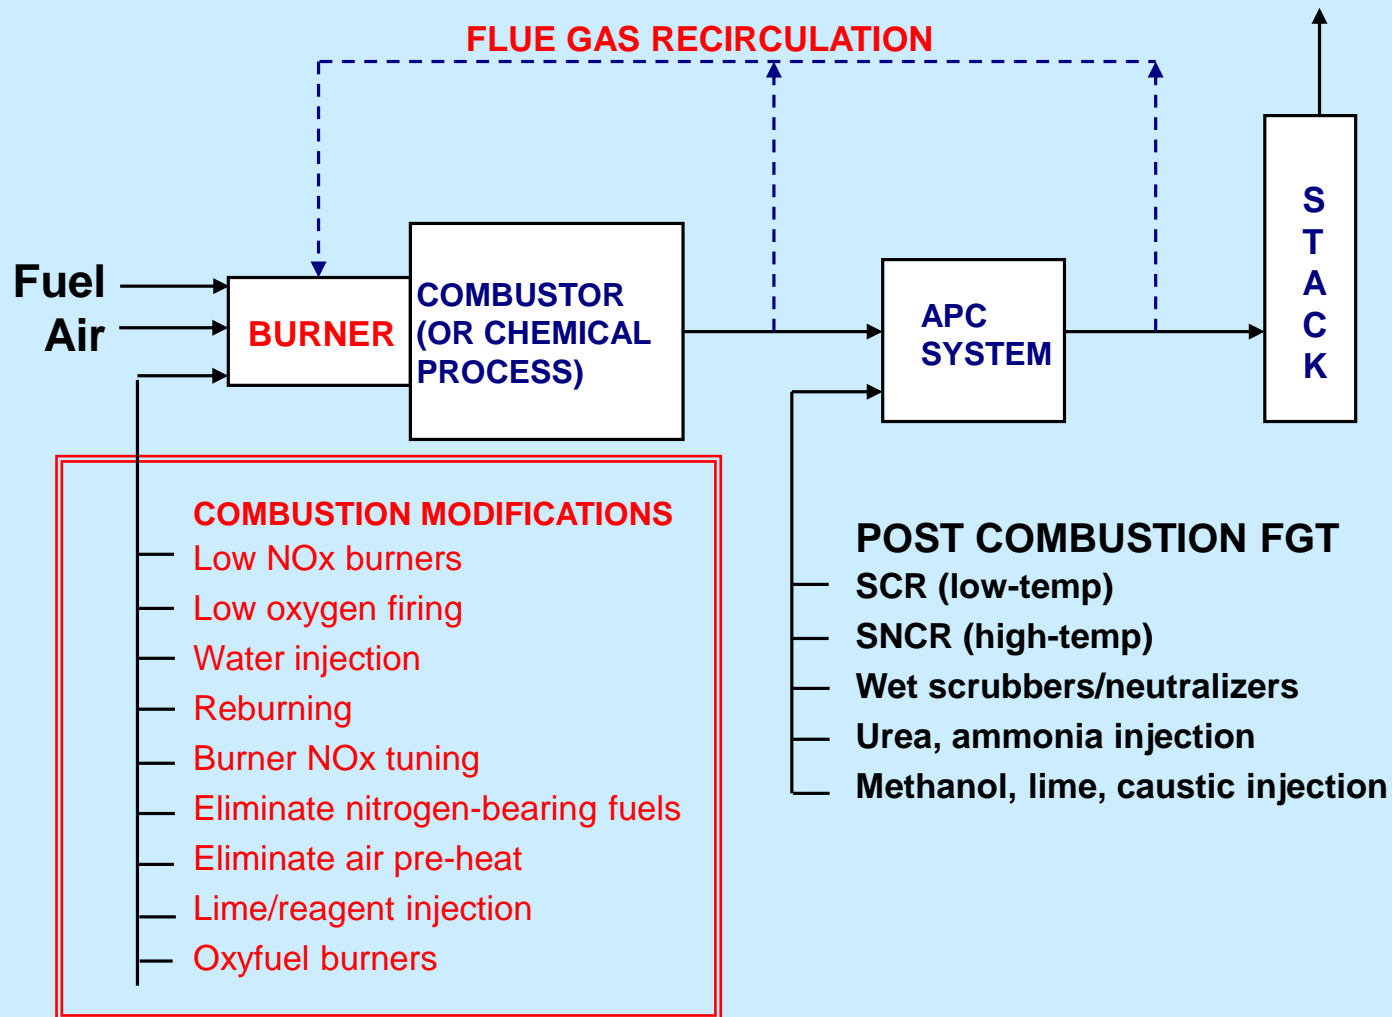 FLUE GAS RECIRCULATION
Fuel
Air
BURNER
COMBUSTOR
(OR CHEMICAL
PROCESS)
APC
SYSTEM
S
T
A
C
K
COMBUSTION MODIFICATIONS
Low NOx burners
Low oxygen firing
Water injection
Reburning
Burner NOx tuning
Eliminate nitrogen-bearing fuels
Eliminate air pre-heat
Lime/reagent injection
Oxyfuel burners
POST COMBUSTION FGT
SCR (low-temp)
SNCR (high-temp)
Wet scrubbers/neutralizers
Urea, ammonia injection
Methanol, lime, caustic injection